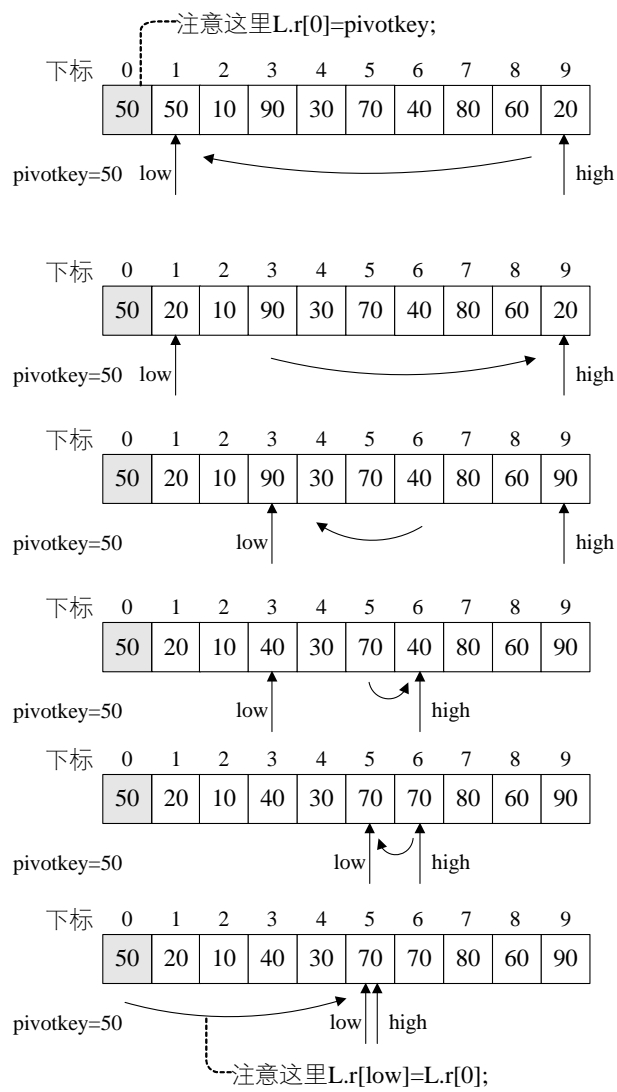 注意这里L.r[0]=pivotkey;
下标 0 1 2 3 4 5 6 7 8 9
50 50 10 90 30 70 40 80 60 20
pivotkey=50 low high
下标 0 1 2 3 4 5 6 7 8 9
50 20 10 90 30 70 40 80 60 20
pivotkey=50 low high
下标 0 1 2 3 4 5 6 7 8 9
50 20 10 90 30 70 40 80 60 90
pivotkey=50 low high
下标 0 1 2 3 4 5 6 7 8 9
50 20 10 40 30 70 40 80 60 90
pivotkey=50 low high
下标 0 1 2 3 4 5 6 7 8 9
50 20 10 40 30 70 70 80 60 90
pivotkey=50 low high
下标 0 1 2 3 4 5 6 7 8 9
50 20 10 40 30 70 70 80 60 90
pivotkey=50 low high
注意这里L.r[low]=L.r[0];